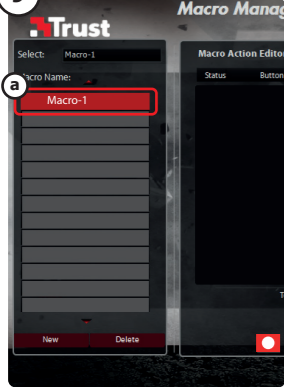 Macro Manag
Trust
Select: Macro-1
Macro Action Editor
Status Button
acro Name:
a
Macro-1
T
New Delete